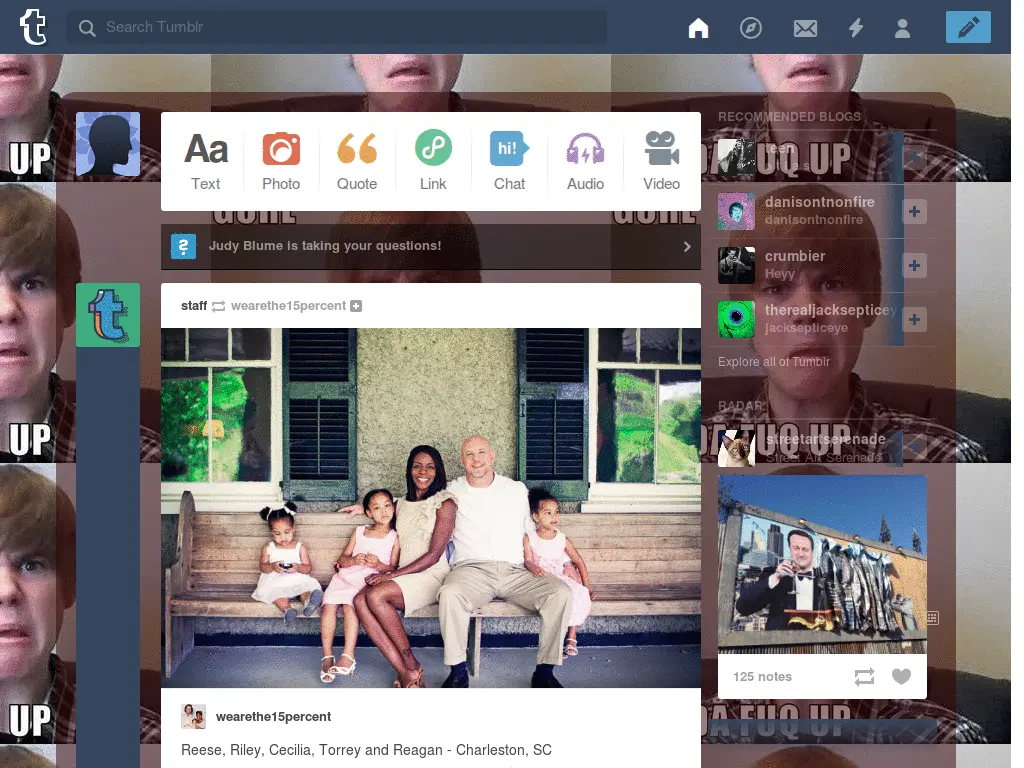 Search Tumblr
Aa
Text
Photo
Quote
Link
hi!
Chat
Audio
Video
Judy Blume is taking your questions!
staff wearethe15percent
wearethe15percent
Reese, Riley, Cecilia, Torrey and Reagan - Charleston, SC
RECOMMENDED BLOGS
teen
danisontnonfire
danisontnonfire
crumbier
Heyy
therealjacksepticey
jacksepticeye
Explore all of Tumblr
RADAR
streetartserenade
Street Art Serenade
125 notes
UP
UP
UP
DA FUQ UP
DA FUQ UP
DA FUQ UP